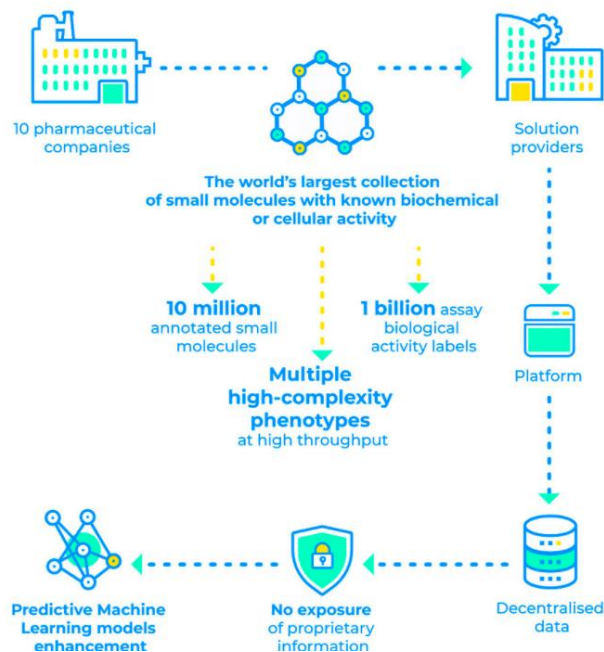 10 pharmaceutical
companies
Solution
providers
The world's largest collection
of small molecules with known biochemical
or cellular activity
10 million
annotated small
molecules
1 billion assay
biological
activity labels
Multiple
high-complexity
phenotypes
at high throughput
Platform
Predictive Machine
Learning models
enhancement
No exposure
of proprietary
information
Decentralised
data